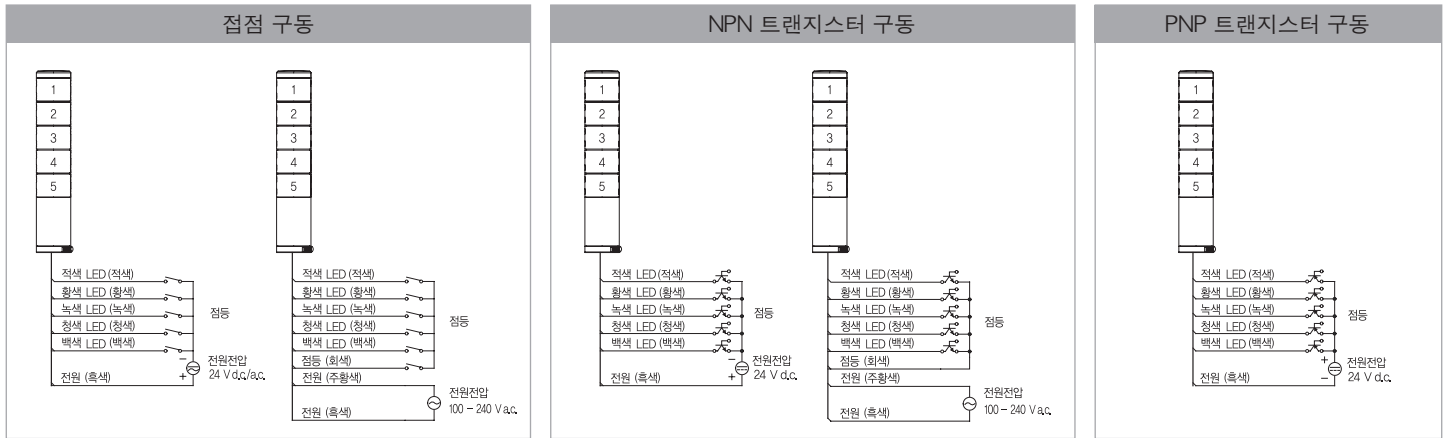 접점 구동
1
2
3
4
5
적색 LED (적색)
황색 LED (황색)
녹색 LED (녹색)
청색 LED (청색)
백색 LED (백색)
전원 (흑색)
점등
−
+
전원전압
24 V d.c./a.c.
1
2
3
4
5
적색 LED (적색)
황색 LED (황색)
녹색 LED (녹색)
청색 LED (청색)
백색 LED (백색)
점등 (회색)
전원 (주황색)
전원 (흑색)
점등
전원전압
100 - 240 V a.c.
NPN 트랜지스터 구동
1
2
3
4
5
적색 LED (적색)
황색 LED (황색)
녹색 LED (녹색)
청색 LED (청색)
백색 LED (백색)
전원 (흑색)
점등
−
+
전원전압
24 V d.c.
1
2
3
4
5
적색 LED (적색)
황색 LED (황색)
녹색 LED (녹색)
청색 LED (청색)
백색 LED (백색)
점등 (회색)
전원 (주황색)
전원 (흑색)
점등
전원전압
100 - 240 V a.c.
PNP 트랜지스터 구동
1
2
3
4
5
적색 LED (적색)
황색 LED (황색)
녹색 LED (녹색)
청색 LED (청색)
백색 LED (백색)
전원 (흑색)
점등
+
−
전원전압
24 V d.c.